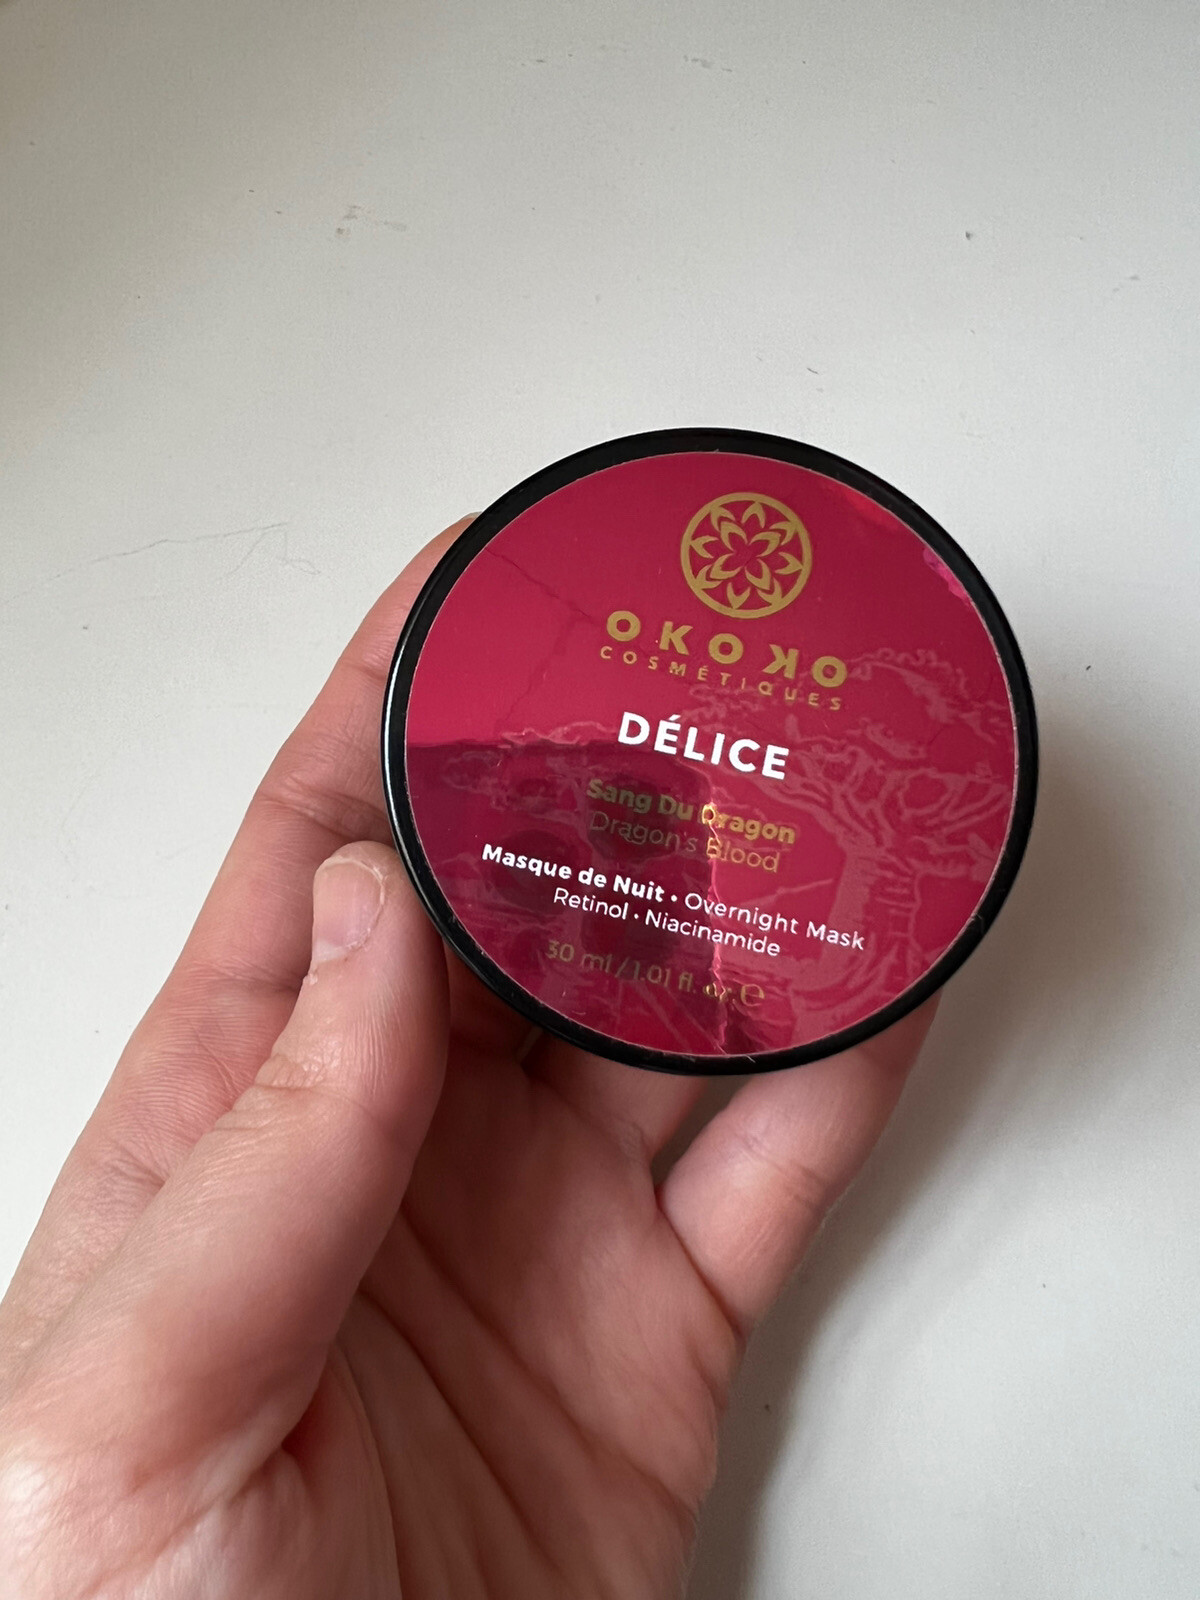 OKOKO
COSMÉTIQUES
DÉLICE
Sang Du Dragon
Dragon's Blood
Masque de Nuit • Overnight Mask
Retinol • Niacinamide
30 ml / 1.01 fl. oz ℮